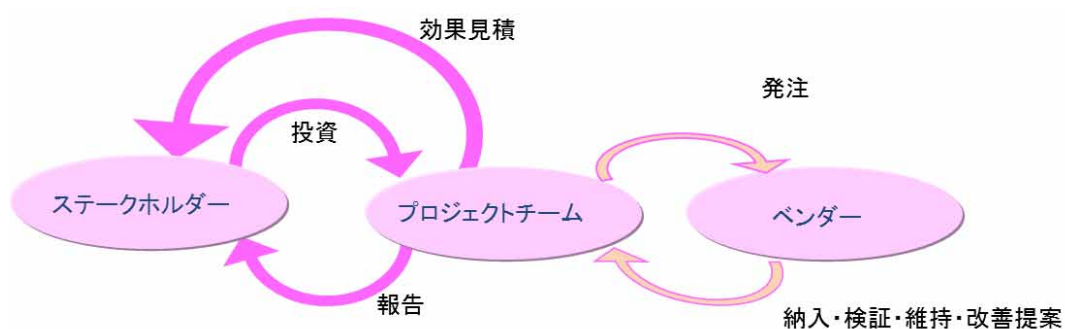 効果見積
発注
投資
ステークホルダー
プロジェクトチーム
ベンダー
報告
納入・検証・維持・改善提案